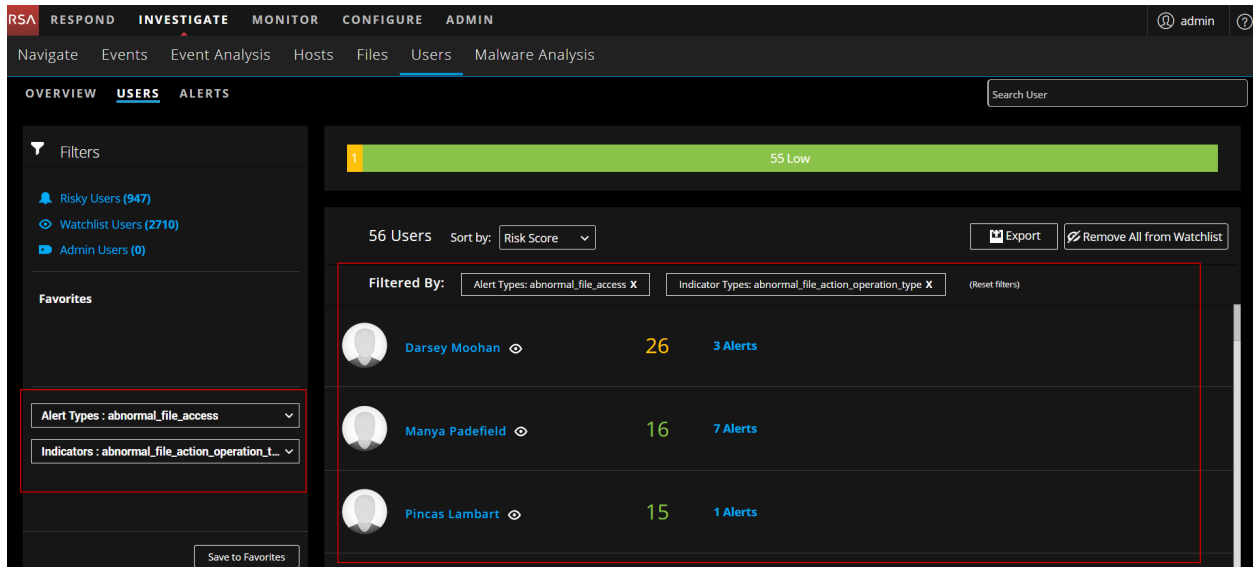 RSA RESPOND INVESTIGATE MONITOR CONFIGURE ADMIN admin ?
Navigate Events Event Analysis Hosts Files Users Malware Analysis
OVERVIEW USERS ALERTS
Search User
Filters
Risky Users (947)
Watchlist Users (2710)
Admin Users (0)
Favorites
Alert Types : abnormal_file_access
Indicators : abnormal_file_action_operation_t...
Save to Favorites
1 55 Low
56 Users Sort by: Risk Score Export Remove All from Watchlist
Filtered By: Alert Types: abnormal_file_access X Indicator Types: abnormal_file_action_operation_type X (Reset filters)
Darsey Moohan 26 3 Alerts
Manya Padefield 16 7 Alerts
Pincas Lambart 15 1 Alerts